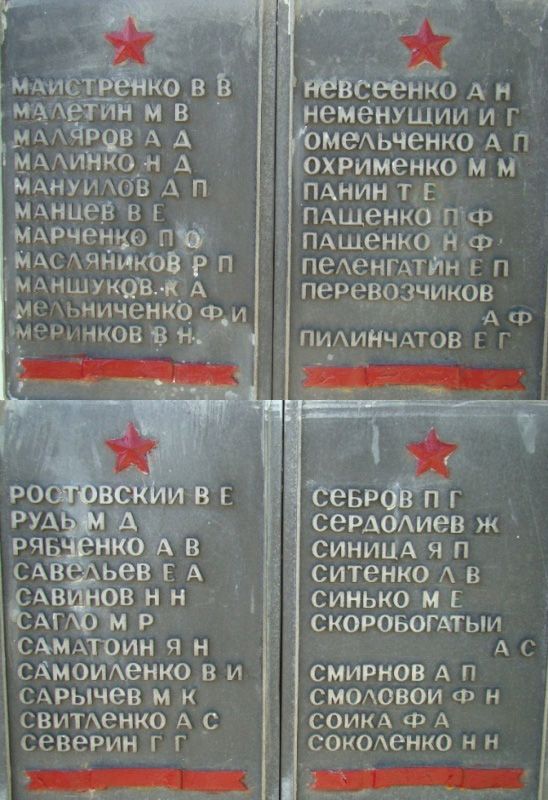 МАИСТРЕНКО В В
МАЛЕТИН М В
МАЛЯРОВ А Д
МАЛИНКО Н Д
МАНУИЛОВ Д П
МАНЦЕВ В Е
МАРЧЕНКО П О
МАСЛЯНИКОВ Р П
МАНШУКОВ К А
МЕЛЬНИЧЕНКО Ф И
МЕРИНКОВ В Н
НЕВСЕЕНКО А Н
НЕМЕНУЩИИ И Г
ОМЕЛЬЧЕНКО А П
ОХРИМЕНКО М М
ПАНИН Т Е
ПАЩЕНКО П Ф
ПАЩЕНКО Н Ф
ПЕЛЕНГАТИН Е П
ПЕРЕВОЗЧИКОВ
А Ф
ПИЛИНЧАТОВ Е Г
РОСТОВСКИИ В Е
РУДЬ М Д
РЯБЧЕНКО А В
САВЕЛЬЕВ Е А
САВИНОВ Н Н
САГЛО М Р
САМАТОИН Я Н
САМОИЛЕНКО В И
САРЫЧЕВ М К
СВИТЛЕНКО А С
СЕВЕРИН Г Г
СЕБРОВ П Г
СЕРДОЛИЕВ Ж
СИНИЦА Я П
СИТЕНКО Л В
СИНЬКО М Е
СКОРОБОГАТЫИ
А С
СМИРНОВ А П
СМОЛОВОИ Ф Н
СОИКА Ф А
СОКОЛЕНКО Н Н